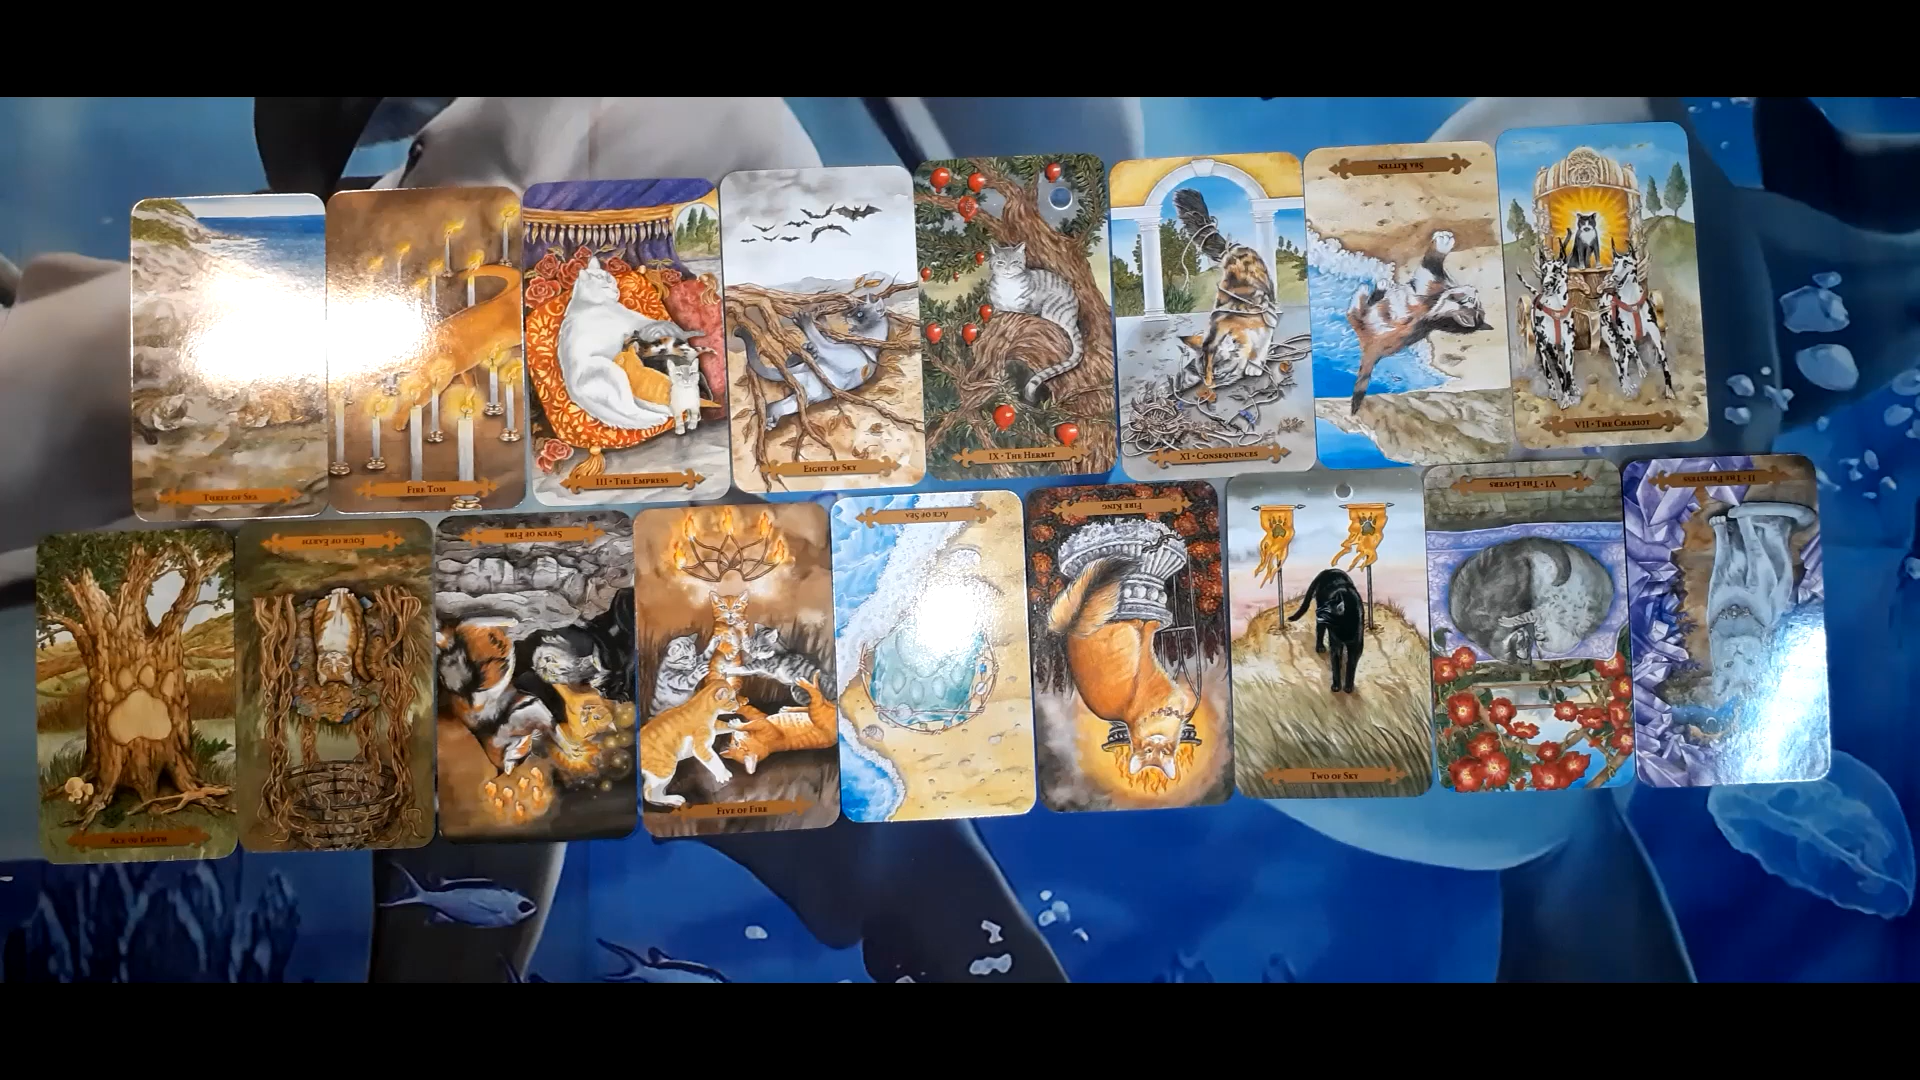 THREE OF SEA
FIRE TOM
III • THE EMPRESS
EIGHT OF SKY
IX • THE HERMIT
XI • CONSEQUENCES
SEA KITTEN
VII • THE CHARIOT
ACE OF EARTH
FOUR OF EARTH
SEVEN OF FIRE
FIVE OF FIRE
ACE OF SEA
FIRE KING
TWO OF SKY
VI • THE LOVERS
II • THE PRIESTESS